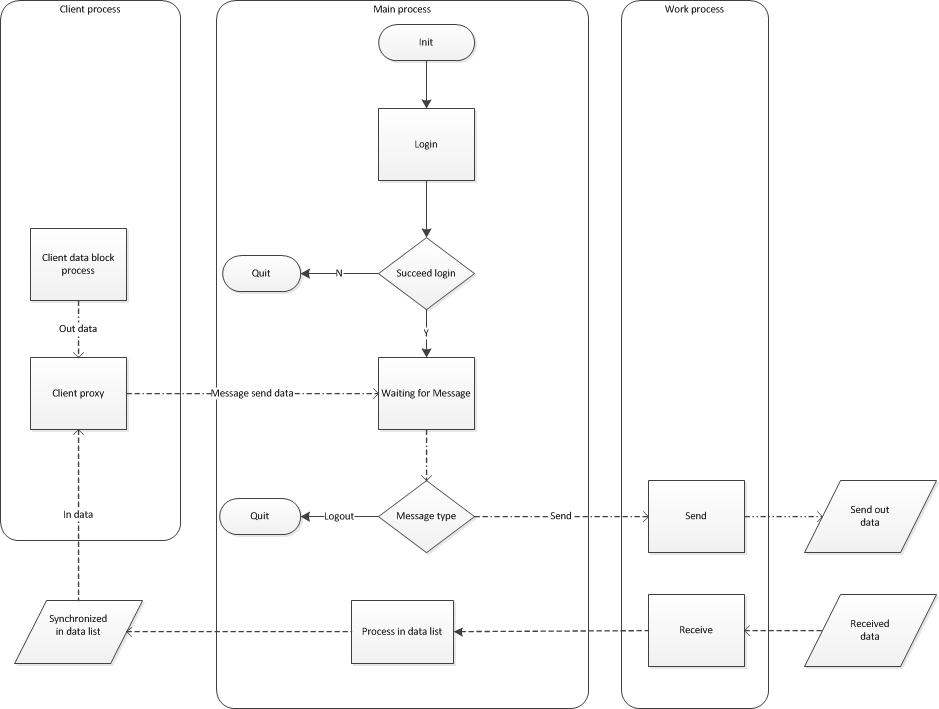 Client process
Main process
Work process
Init
Login
Client data block
process
Quit
N
Succeed login
Out data
Y
Client proxy
Message send data
Waiting for Message
In data
Quit
Logout
Message type
Send
Send
Send out
data
Synchronized
in data list
Process in data list
Receive
Received
data